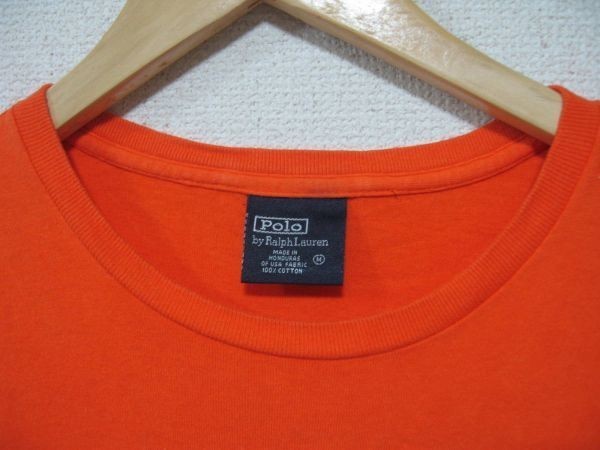 Polo
by Ralph Lauren
MADE IN
HONDURAS
OF USA FABRIC
100% COTTON
M